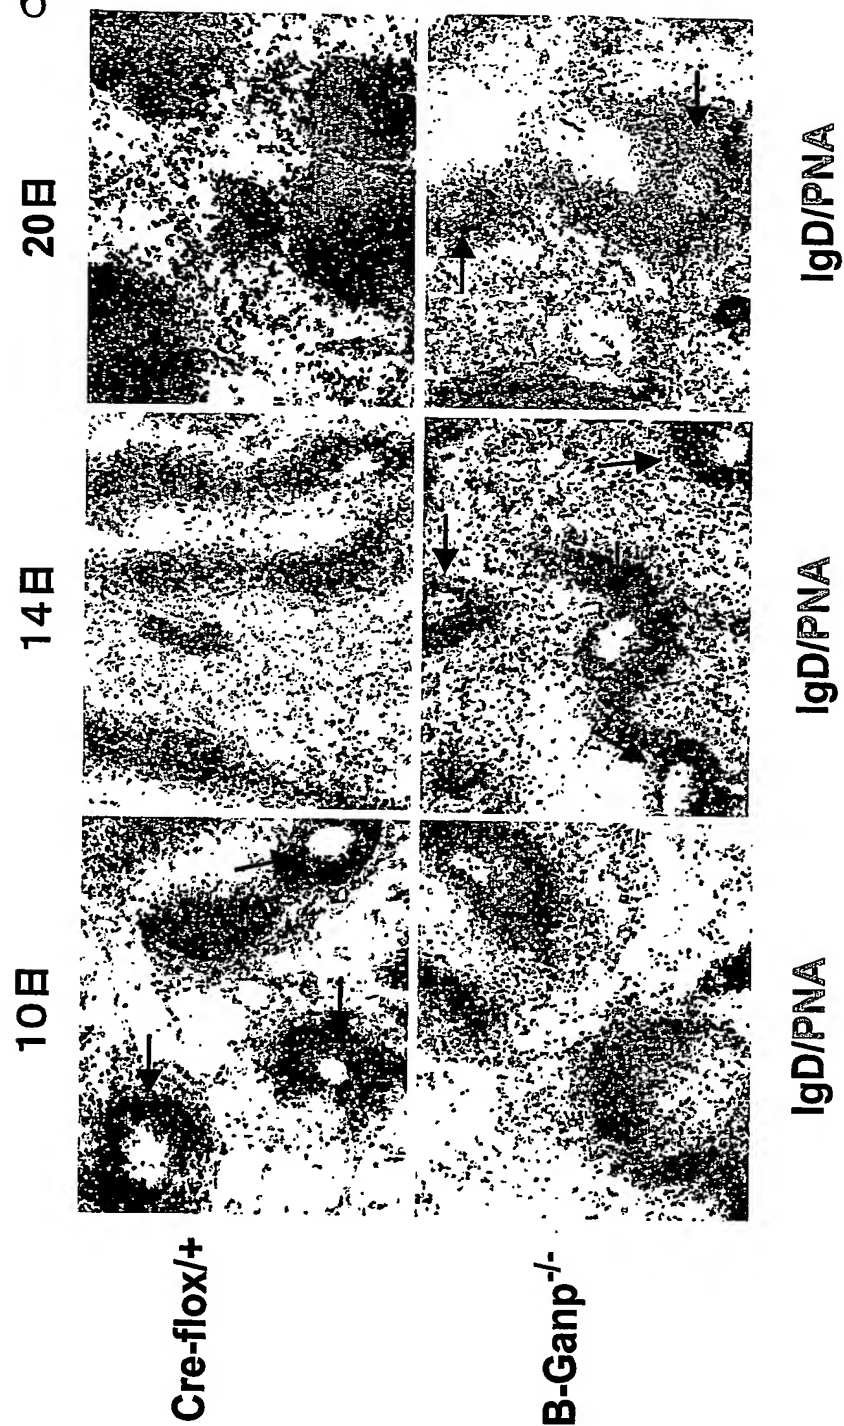 10日 14日 20日
Cre-flox/+
B-Ganp⁻/⁻
IgD/PNA IgD/PNA IgD/PNA